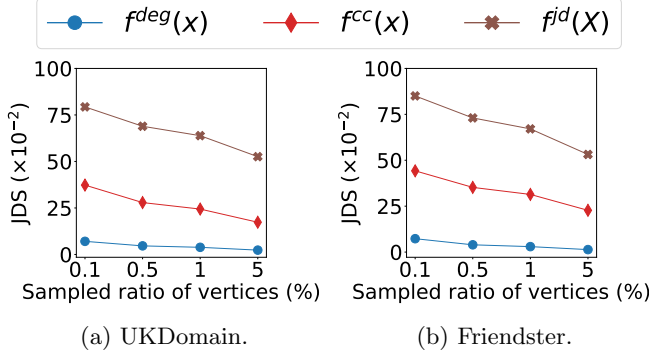 f^{deg}(x) f^{cc}(x) f^{jd}(X)
100
75
50
25
0
JDS (×10⁻²)
0.1 0.5 1 5
Sampled ratio of vertices (%)
(a) UKDomain.
100
75
50
25
0
JDS (×10⁻²)
0.1 0.5 1 5
Sampled ratio of vertices (%)
(b) Friendster.